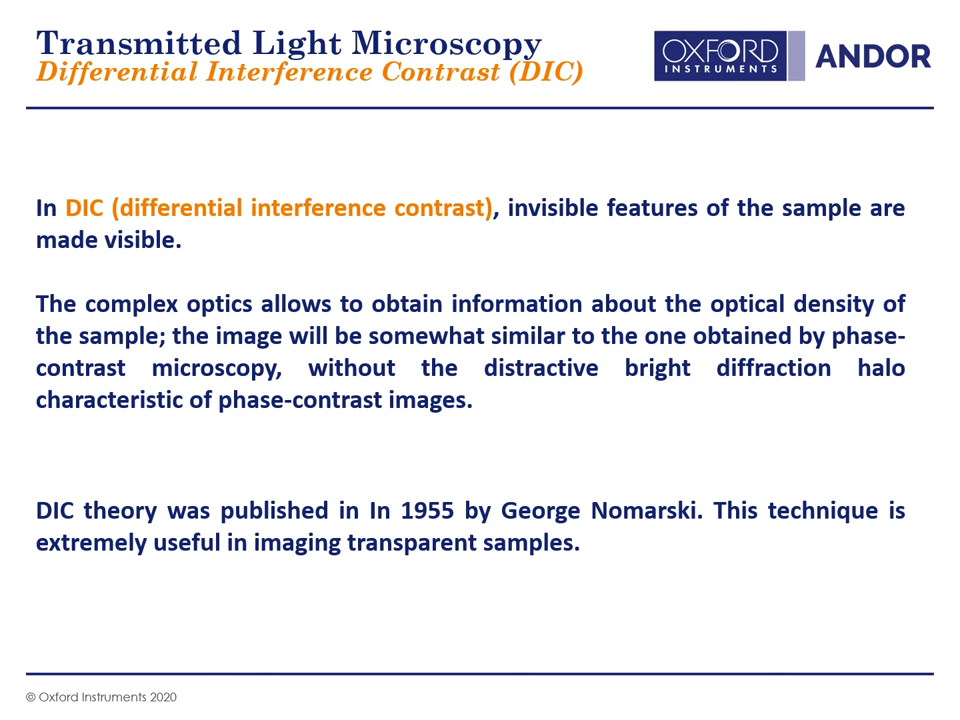 Transmitted Light Microscopy
Differential Interference Contrast (DIC)
OXFORD
INSTRUMENTS
ANDOR
In DIC (differential interference contrast), invisible features of the sample are
made visible.
The complex optics allows to obtain information about the optical density of
the sample; the image will be somewhat similar to the one obtained by phase-
contrast microscopy, without the distractive bright diffraction halo
characteristic of phase-contrast images.
DIC theory was published in In 1955 by George Nomarski. This technique is
extremely useful in imaging transparent samples.
© Oxford Instruments 2020